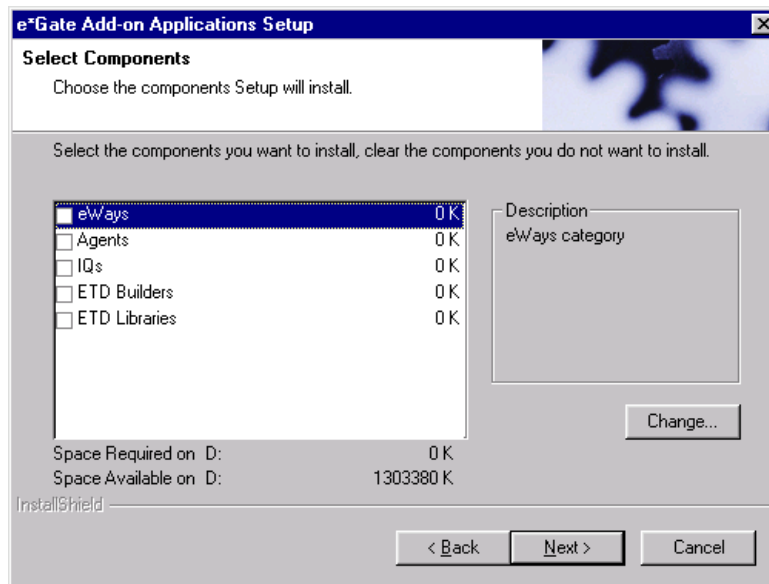 e*Gate Add-on Applications Setup
Select Components
Choose the components Setup will install.
Select the components you want to install, clear the components you do not want to install.
eWays 0 K
Agents 0 K
IQs 0 K
ETD Builders 0 K
ETD Libraries 0 K
Description
eWays category
Change...
Space Required on D: 0 K
Space Available on D: 1303380 K
InstallShield
< Back Next > Cancel